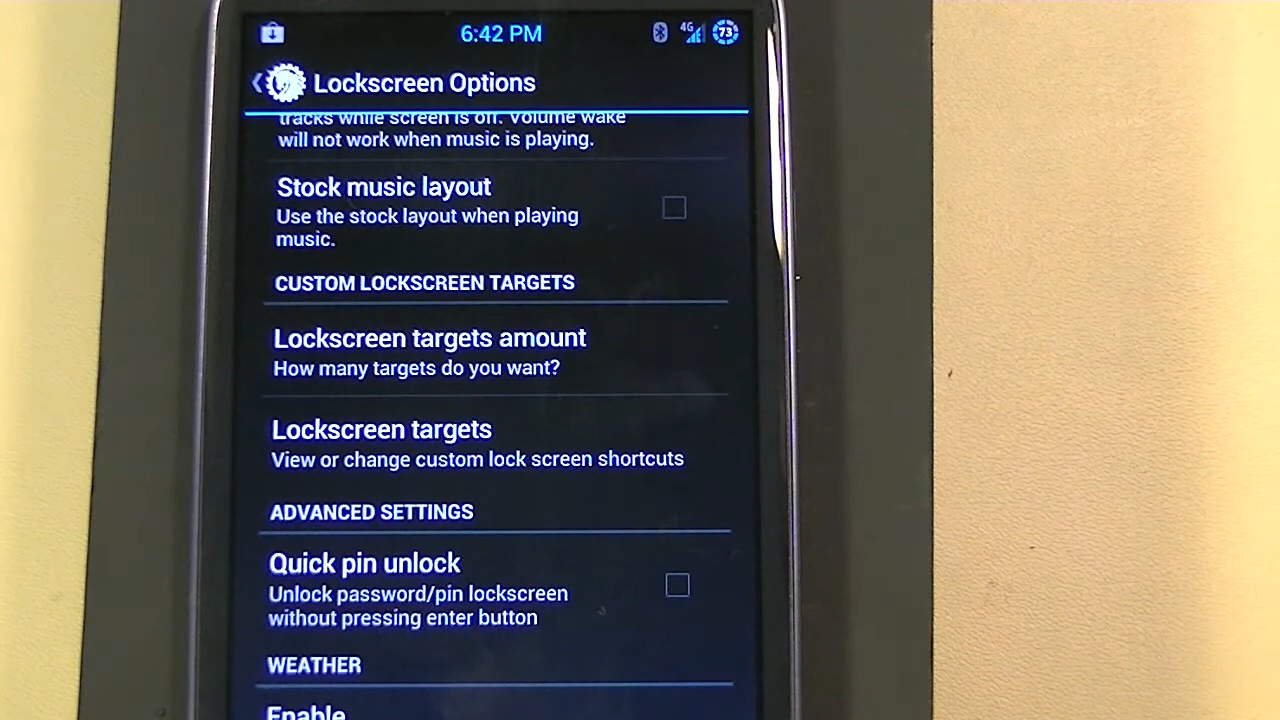 6:42 PM
4G
73
Lockscreen Options
tracks while screen is off. Volume wake
will not work when music is playing.
Stock music layout
Use the stock layout when playing
music.
CUSTOM LOCKSCREEN TARGETS
Lockscreen targets amount
How many targets do you want?
Lockscreen targets
View or change custom lock screen shortcuts
ADVANCED SETTINGS
Quick pin unlock
Unlock password/pin lockscreen
without pressing enter button
WEATHER
Enable